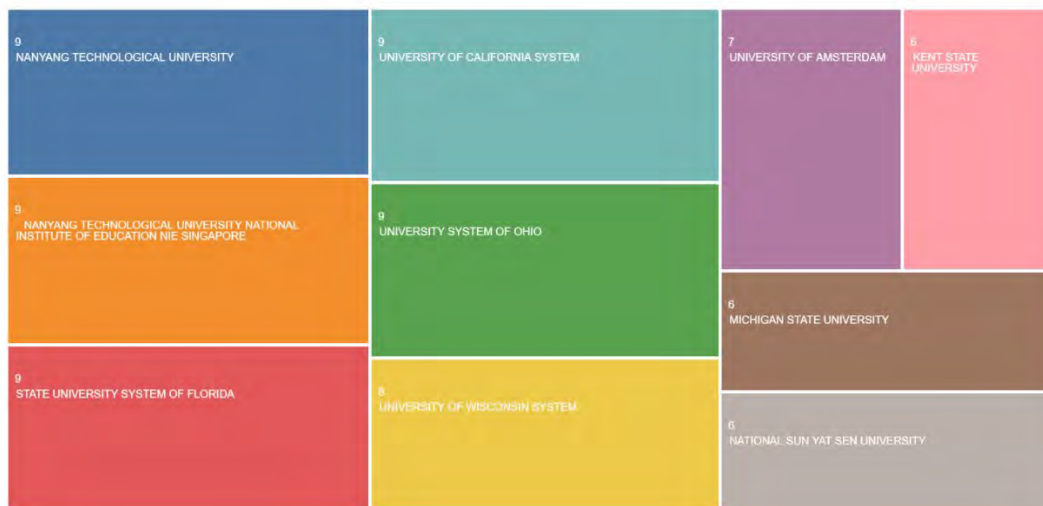 9
NANYANG TECHNOLOGICAL UNIVERSITY
9
NANYANG TECHNOLOGICAL UNIVERSITY NATIONAL
INSTITUTE OF EDUCATION NIE SINGAPORE
9
STATE UNIVERSITY SYSTEM OF FLORIDA
9
UNIVERSITY OF CALIFORNIA SYSTEM
9
UNIVERSITY SYSTEM OF OHIO
8
UNIVERSITY OF WISCONSIN SYSTEM
7
UNIVERSITY OF AMSTERDAM
6
KENT STATE
UNIVERSITY
6
MICHIGAN STATE UNIVERSITY
6
NATIONAL SUN YAT SEN UNIVERSITY